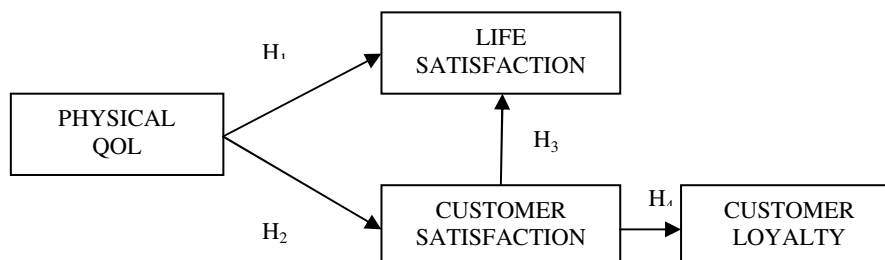 LIFE
SATISFACTION
H₁
PHYSICAL
QOL
H₃
H₂
CUSTOMER
SATISFACTION
H₄
CUSTOMER
LOYALTY